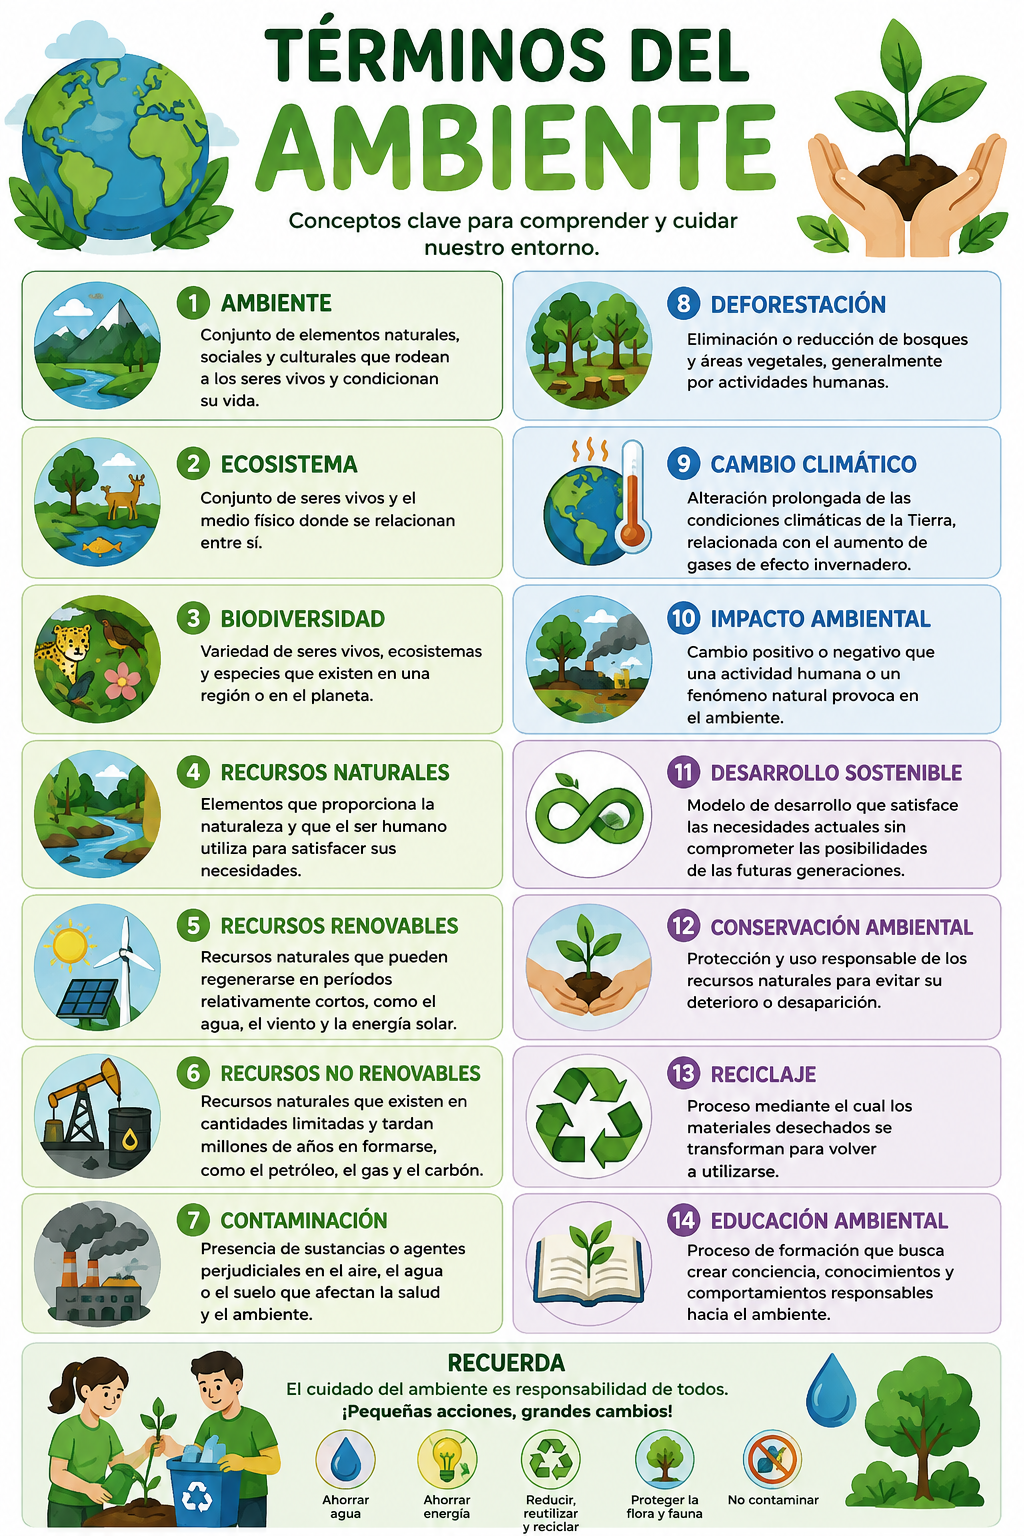 TÉRMINOS DEL
AMBIENTE
Conceptos clave para comprender y cuidar
nuestro entorno.
1 AMBIENTE
Conjunto de elementos naturales,
sociales y culturales que rodean
a los seres vivos y condicionan
su vida.
2 ECOSISTEMA
Conjunto de seres vivos y el
medio físico donde se relacionan
entre sí.
3 BIODIVERSIDAD
Variedad de seres vivos, ecosistemas
y especies que existen en una
región o en el planeta.
4 RECURSOS NATURALES
Elementos que proporciona la
naturaleza y que el ser humano
utiliza para satisfacer sus
necesidades.
5 RECURSOS RENOVABLES
Recursos naturales que pueden
regenerarse en períodos
relativamente cortos, como el
agua, el viento y la energía solar.
6 RECURSOS NO RENOVABLES
Recursos naturales que existen en
cantidades limitadas y tardan
millones de años en formarse,
como el petróleo, el gas y el carbón.
7 CONTAMINACIÓN
Presencia de sustancias o agentes
perjudiciales en el aire, el agua
o el suelo que afectan la salud
y el ambiente.
8 DEFORESTACIÓN
Eliminación o reducción de bosques
y áreas vegetales, generalmente
por actividades humanas.
9 CAMBIO CLIMÁTICO
Alteración prolongada de las
condiciones climáticas de la Tierra,
relacionada con el aumento de
gases de efecto invernadero.
10 IMPACTO AMBIENTAL
Cambio positivo o negativo que
una actividad humana o un
fenómeno natural provoca en
el ambiente.
11 DESARROLLO SOSTENIBLE
Modelo de desarrollo que satisface
las necesidades actuales sin
comprometer las posibilidades
de las futuras generaciones.
12 CONSERVACIÓN AMBIENTAL
Protección y uso responsable de los
recursos naturales para evitar su
deterioro o desaparición.
13 RECICLAJE
Proceso mediante el cual los
materiales desechados se
transforman para volver
a utilizarse.
14 EDUCACIÓN AMBIENTAL
Proceso de formación que busca
crear conciencia, conocimientos y
comportamientos responsables
hacia el ambiente.
RECUERDA
El cuidado del ambiente es responsabilidad de todos.
¡Pequeñas acciones, grandes cambios!
Ahorrar
agua
Ahorrar
energía
Reducir,
reutilizar
y reciclar
Proteger la
flora y fauna
No contaminar